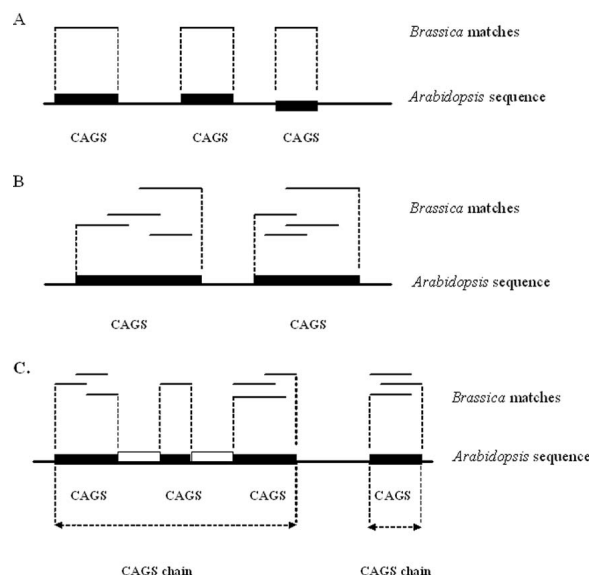 A
Brassica matches
Arabidopsis sequence
CAGS CAGS CAGS
B
Brassica matches
Arabidopsis sequence
CAGS CAGS
C.
Brassica matches
Arabidopsis sequence
CAGS CAGS CAGS CAGS
CAGS chain CAGS chain